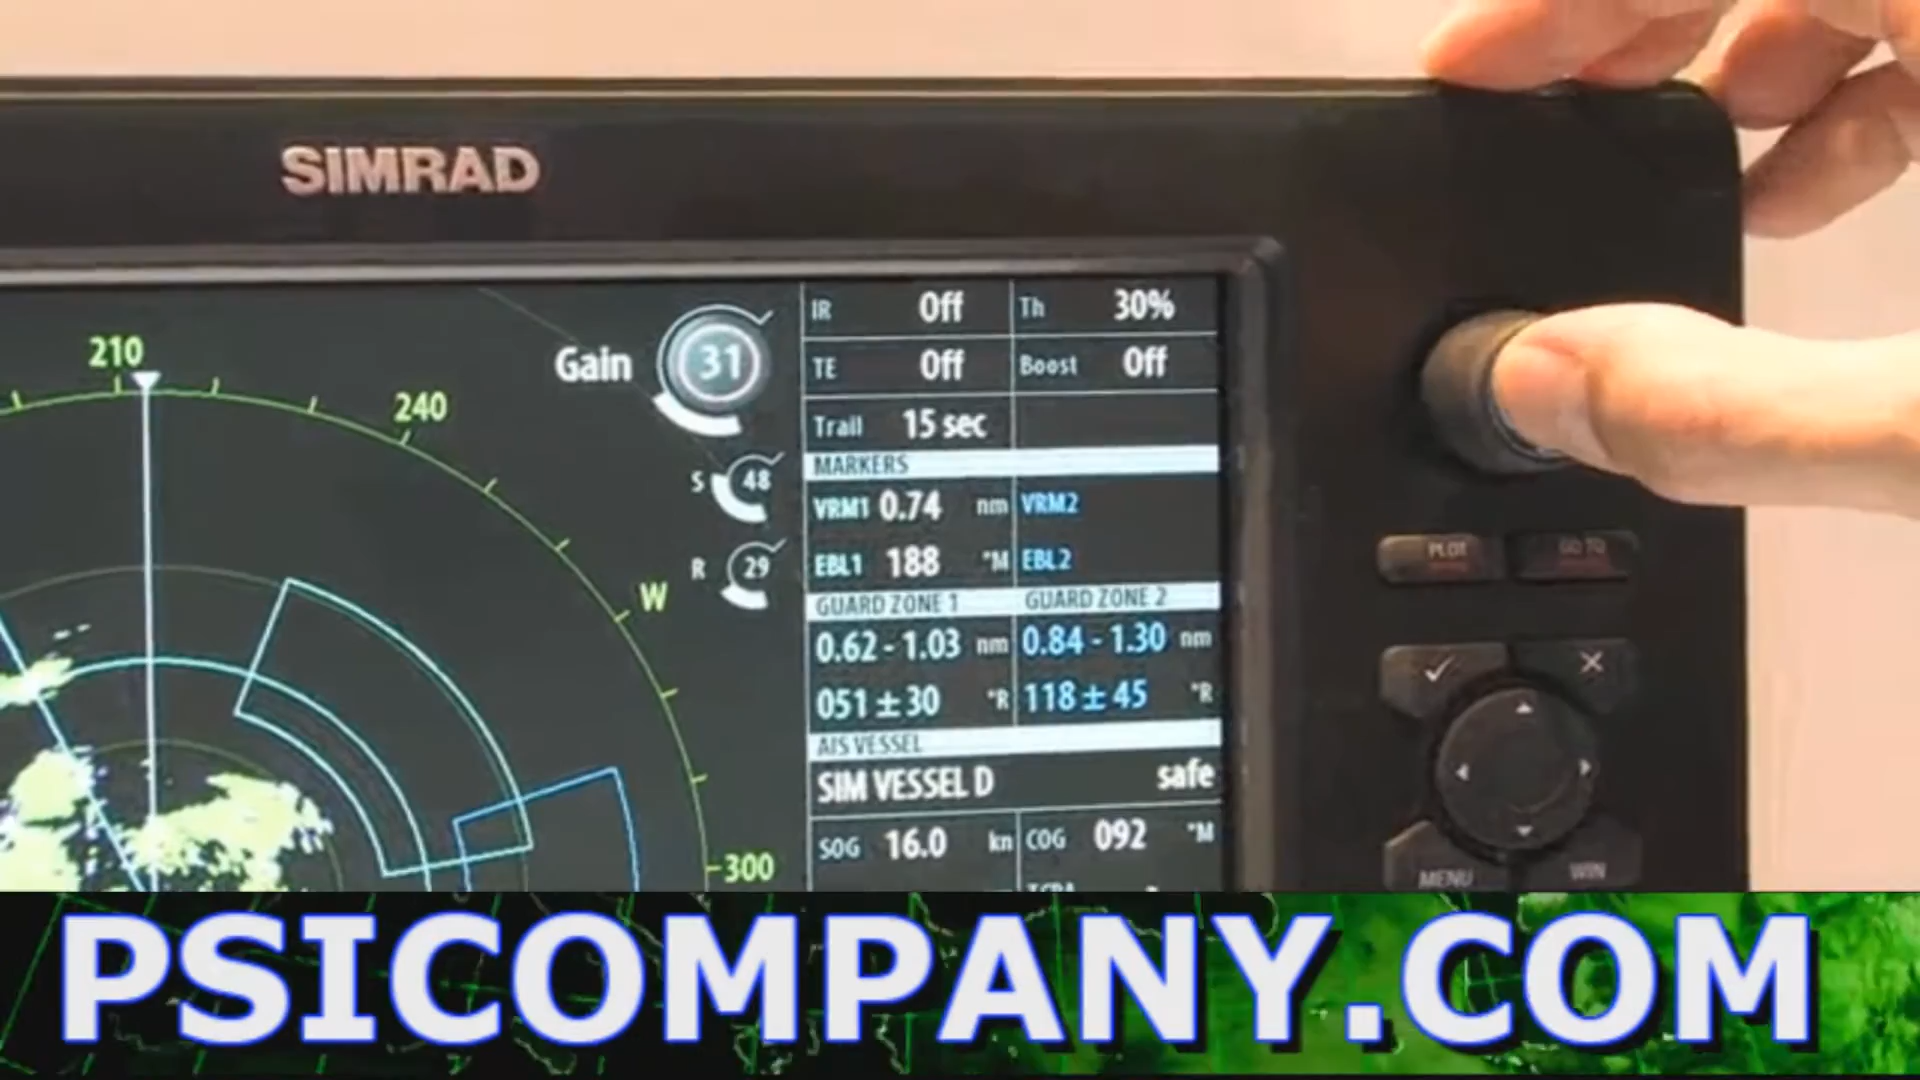 SIMRAD
210
240
W
300
Gain 31
S 48
R 29
IR Off Th 30%
TE Off Boost Off
Trail 15 sec
MARKERS
VRM1 0.74 nm VRM2
EBL1 188 °M EBL2
GUARD ZONE 1 GUARD ZONE 2
0.62 - 1.03 nm 0.84 - 1.30 nm
051 ± 30 °R 118 ± 45 °R
AIS VESSEL
SIM VESSEL D safe
SOG 16.0 kn COG 092 °M
PLOT GO TO
MENU WIN
PSICOMPANY.COM